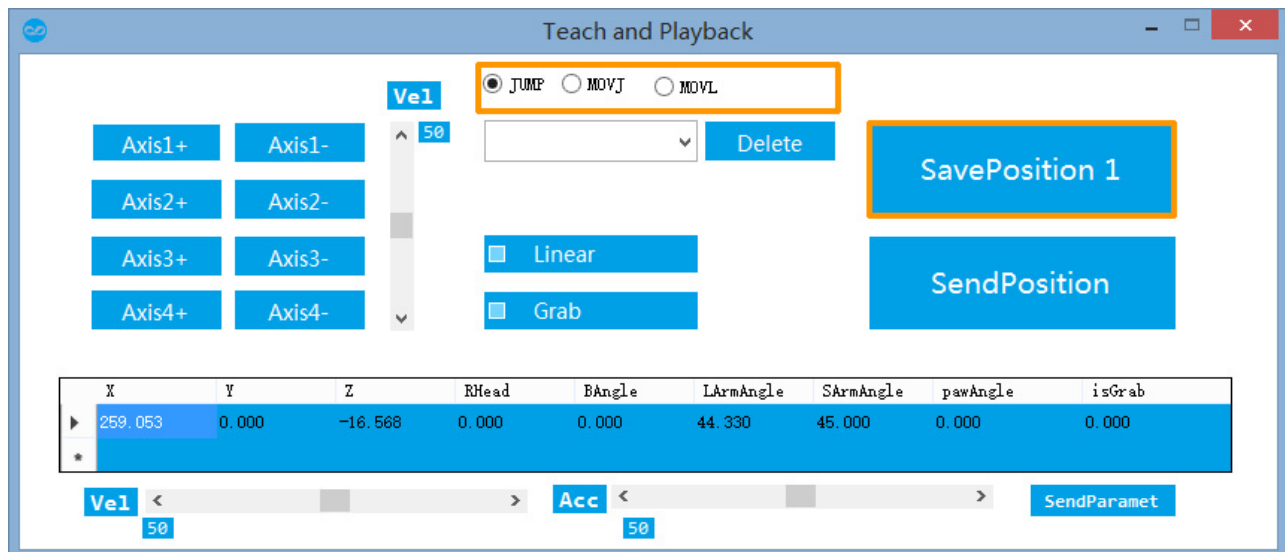 Teach and Playback
JUMP MOVJ MOVL
Vel
50
Delete
Axis1+ Axis1-
SavePosition 1
Axis2+ Axis2-
Axis3+ Axis3-
Linear
SendPosition
Axis4+ Axis4-
Grab
X Y Z RHead BAngle LArmAngle SArmAngle pawAngle isGrab
259.053 0.000 -16.568 0.000 0.000 44.330 45.000 0.000 0.000
Vel
50
Acc
50
SendParamet